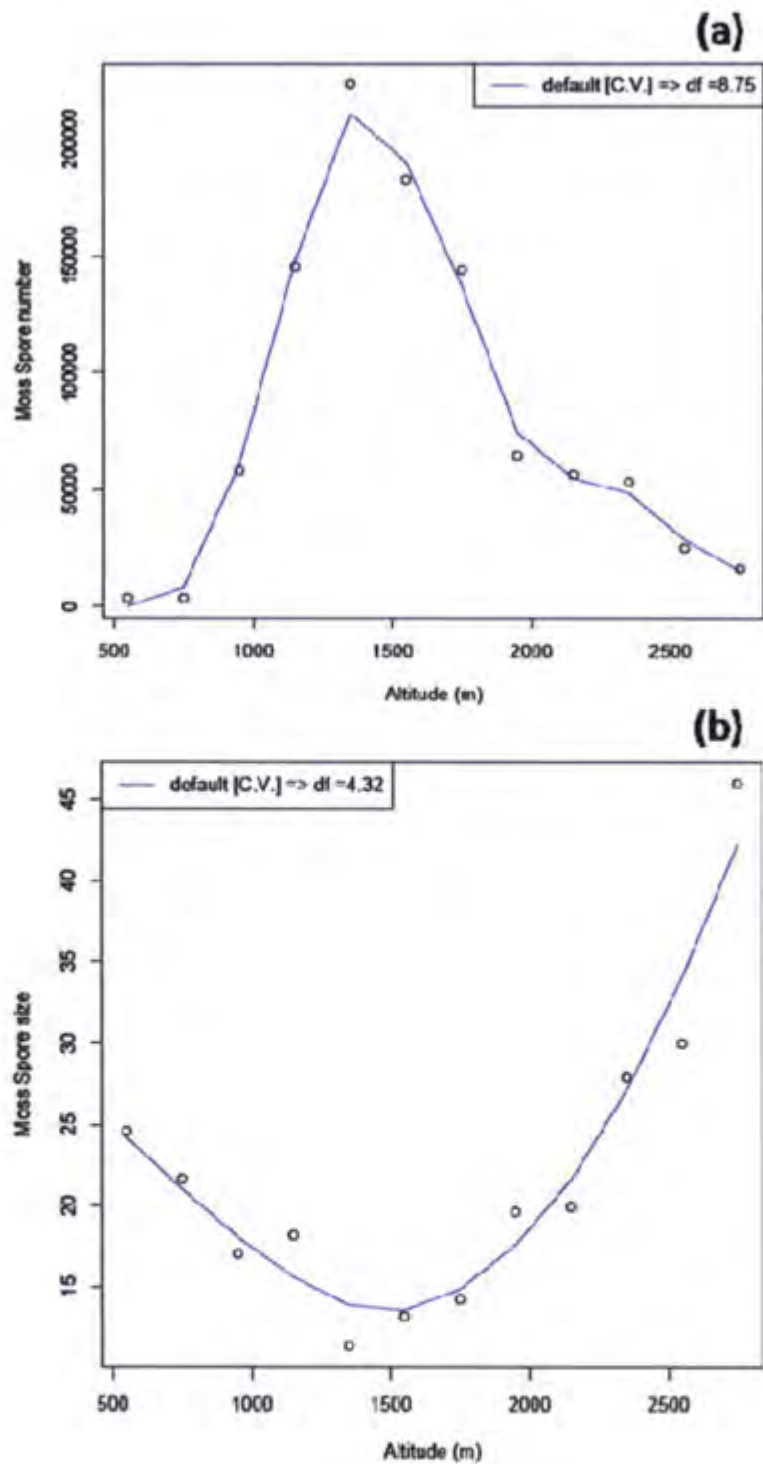 (a)
default [C.V.] => df =8.75
200000
150000
100000
50000
0
Moss Spore number
500
1000
1500
2000
2500
Altitude (m)
(b)
default [C.V.] => df =4.32
45
40
35
30
25
20
15
Moss Spore size
500
1000
1500
2000
2500
Altitude (m)